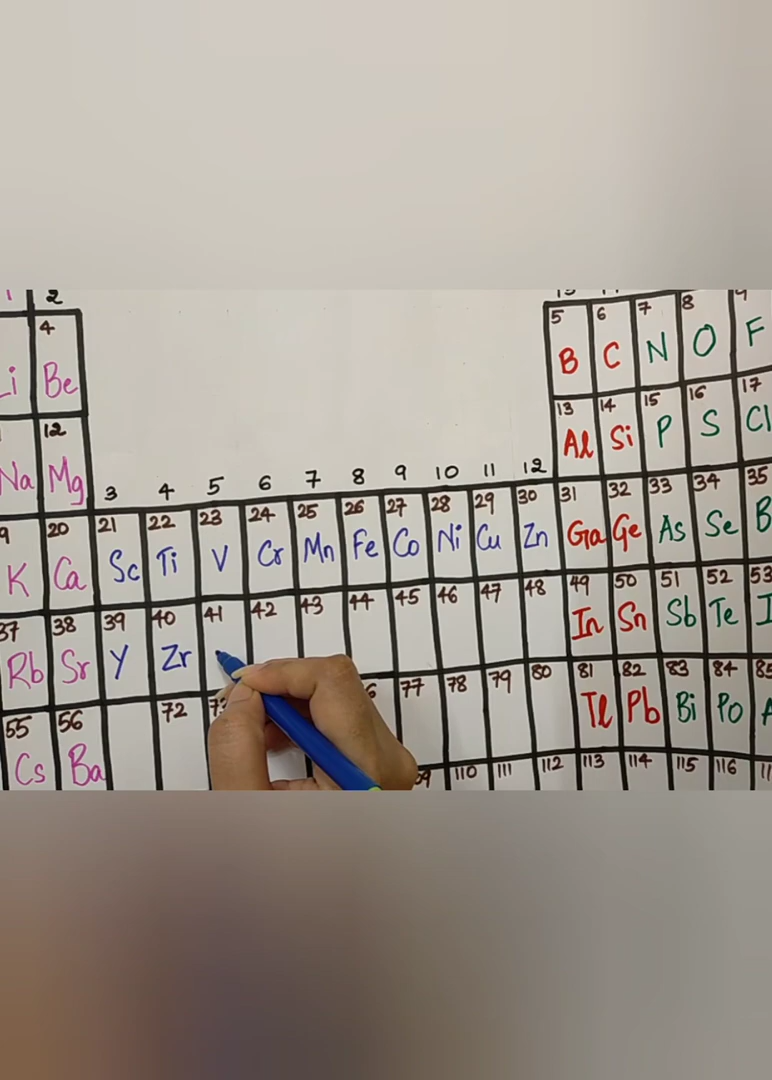 2
4 5 6 7 8
Li Be B C N O F
12 13 14 15 16 17
Na Mg Al Si P S Cl
3 4 5 6 7 8 9 10 11 12
20 21 22 23 24 25 26 27 28 29 30 31 32 33 34 35
K Ca Sc Ti V Cr Mn Fe Co Ni Cu Zn Ga Ge As Se
37 38 39 40 41 42 43 44 45 46 47 48 49 50 51 52 53
Rb Sr Y Zr In Sn Sb Te I
55 56 72 77 78 79 80 81 82 83 84 85
Cs Ba Tl Pb Bi Po
110 111 112 113 114 115 116